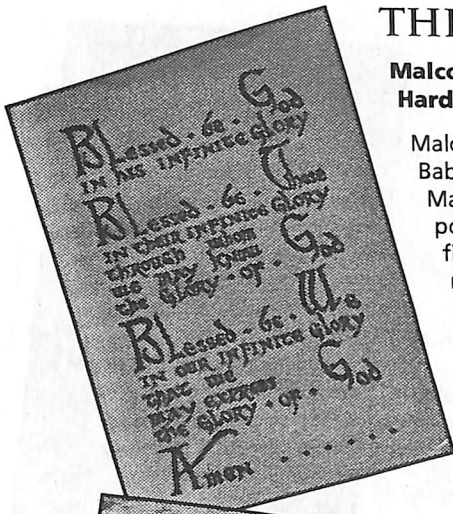 THE
Malco
Hard
Malc
Bab
Ma
po
fi
BLessed · be · God
IN HIS INFINITE GLORY
BLessed · be · Those
IN their INFINITE GLORY
through whom
we may know
the GLORY · OF · God
BLessed · be · We
IN OUR INFINITE GLORY
that we
may express
the GLORY · OF · God
Amen · · · · · ·